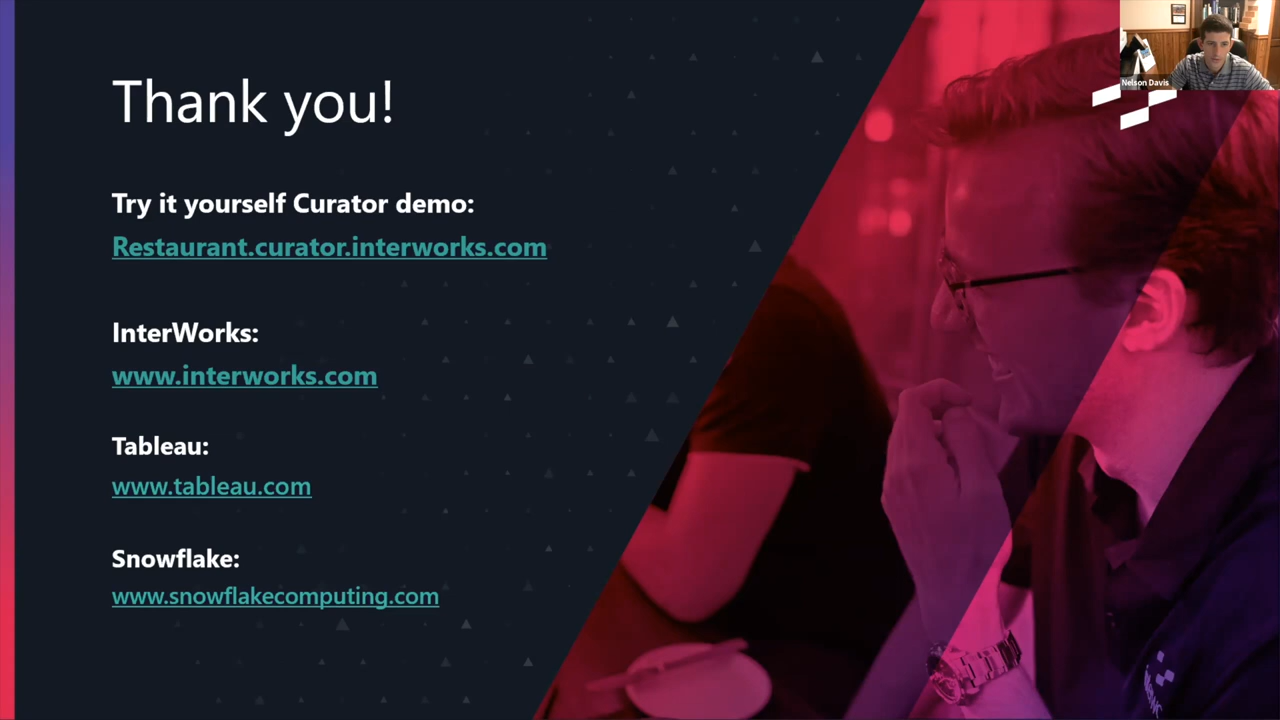 Thank you!
Try it yourself Curator demo:
Restaurant.curator.interworks.com
InterWorks:
www.interworks.com
Tableau:
www.tableau.com
Snowflake:
www.snowflakecomputing.com
Nelson Davis